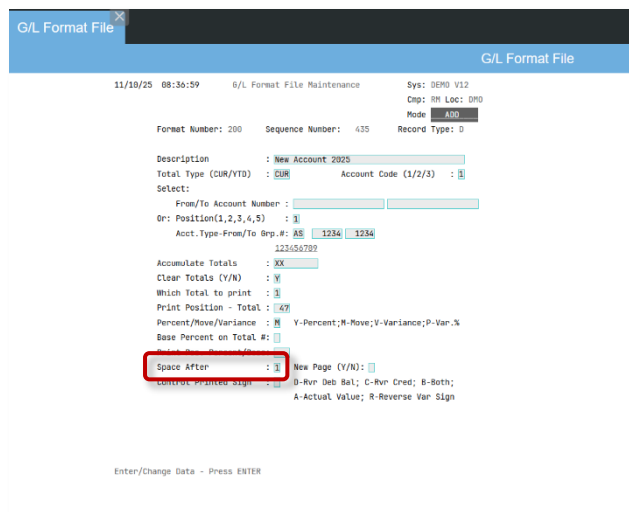 G/L Format File
G/L Format File
11/10/25 08:36:59 G/L Format File Maintenance Sys: DEMO V12
Cmp: RM Loc: DMO
Mode ADD
Format Number: 200 Sequence Number: 435 Record Type: D
Description : New Account 2025
Total Type (CUR/YTD) : CUR Account Code (1/2/3) : 1
Select:
From/To Account Number :
Or: Position(1,2,3,4,5) : 1
Acct.Type-From/To Grp.#: AS 1234 1234
123456789
Accumulate Totals : XX
Clear Totals (Y/N) : Y
Which Total to print : 1
Print Position - Total : 47
Percent/Move/Variance : M Y-Percent;M-Move;V-Variance;P-Var.%
Base Percent on Total #:
Space After : 1 New Page (Y/N):
Control Printed Sign : D-Rvr Deb Bal; C-Rvr Cred; B-Both;
A-Actual Value; R-Reverse Var Sign
Enter/Change Data - Press ENTER